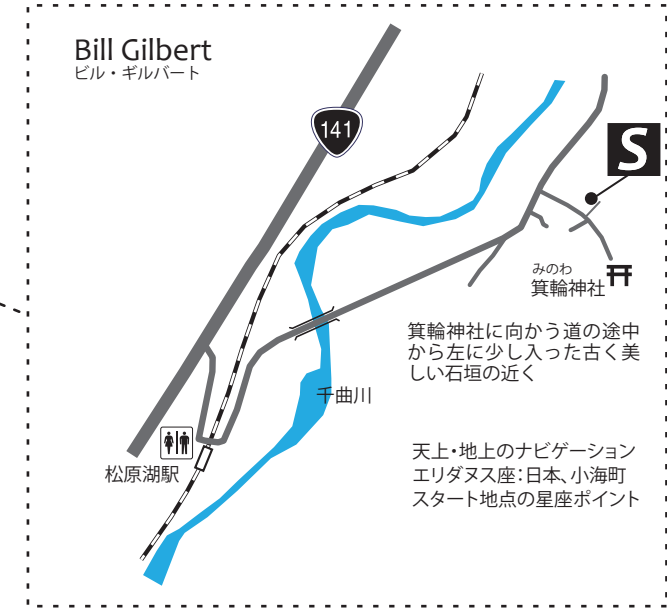 Bill Gilbert
ビル・ギルバート
141
S
みのわ
箕輪神社
箕輪神社に向かう道の途中
から左に少し入った古く美
しい石垣の近く
千曲川
松原湖駅
天上・地上のナビゲーション
エリダヌス座：日本、小海町
スタート地点の星座ポイント